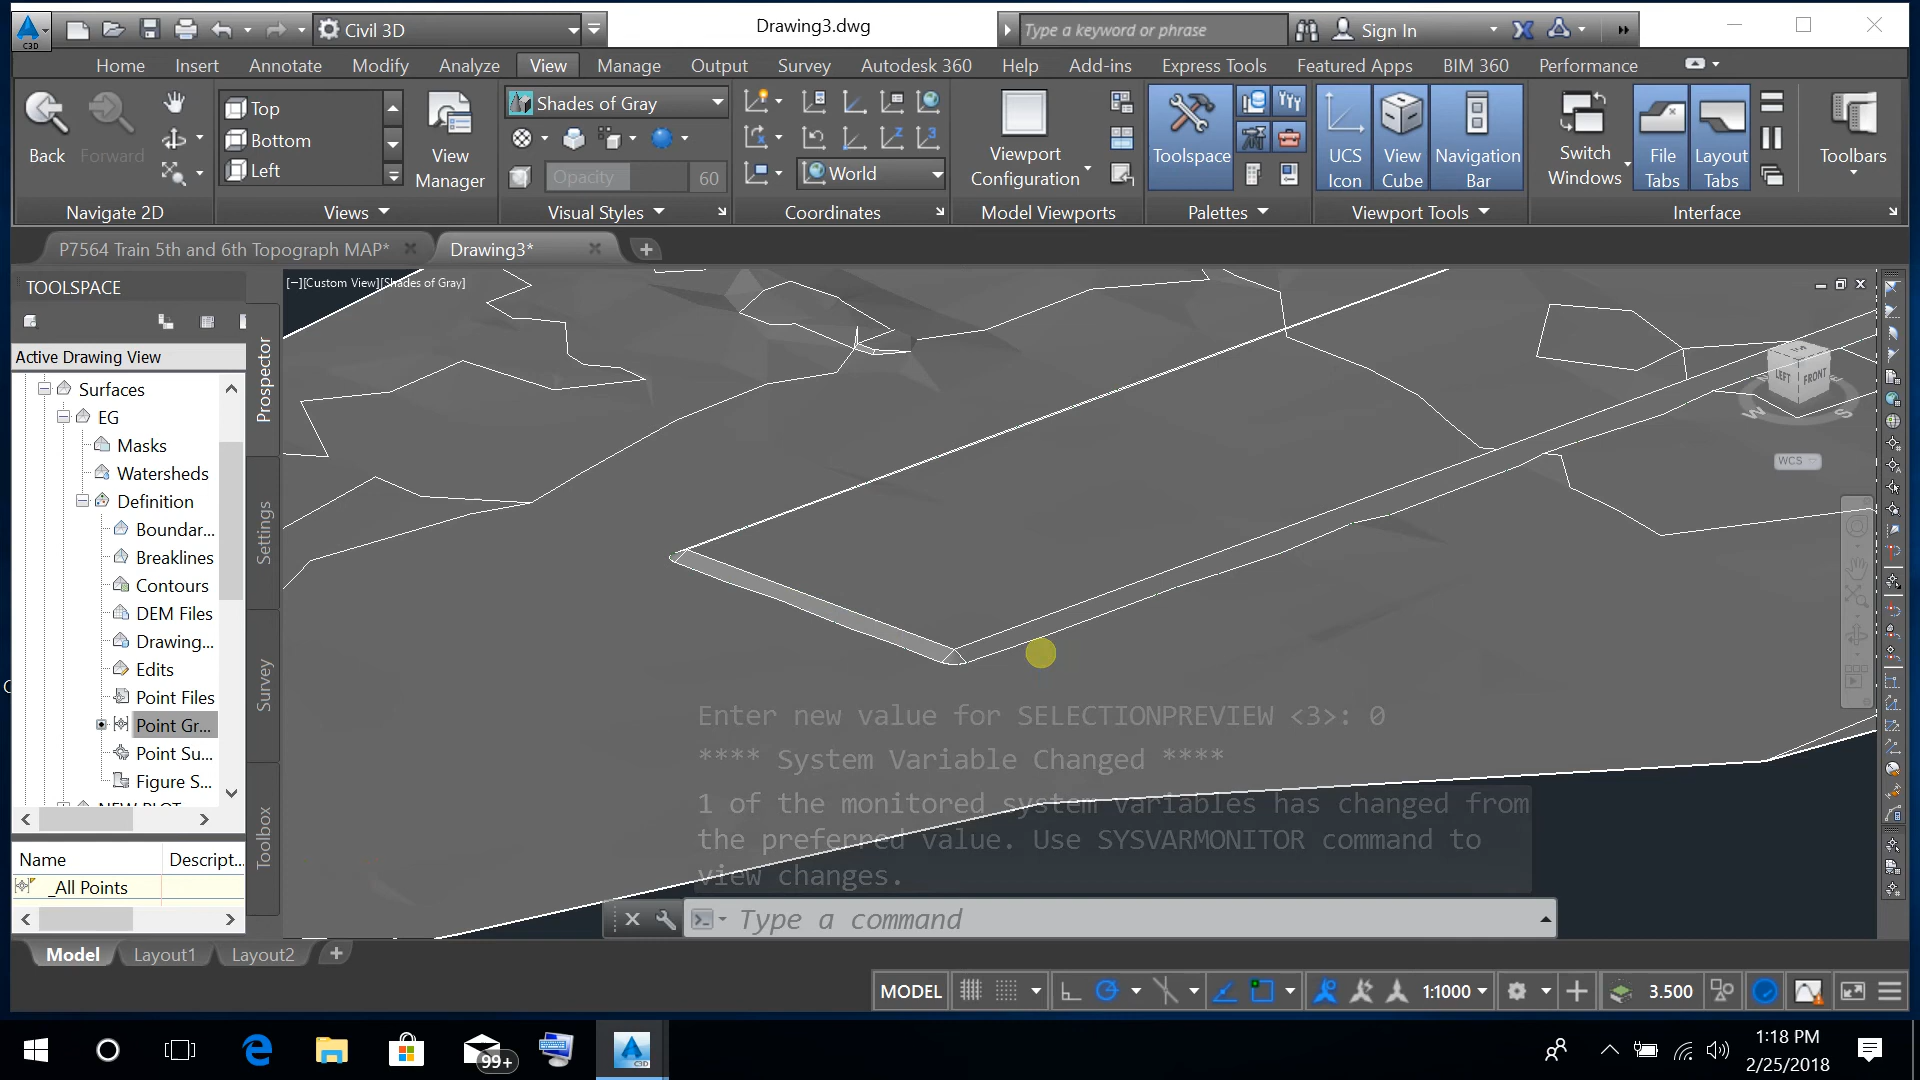 C3D
Civil 3D
Drawing3.dwg
Type a keyword or phrase
Sign In
Home Insert Annotate Modify Analyze View Manage Output Survey Autodesk 360 Help Add-ins Express Tools Featured Apps BIM 360 Performance
Back
Forward
Navigate 2D
Top
Bottom
Left
View
Manager
Views
Shades of Gray
Opacity 60
Visual Styles
World
Coordinates
Viewport
Configuration
Model Viewports
Toolspace
Palettes
UCS
Icon
View
Cube
Navigation
Bar
Viewport Tools
Switch
Windows
File
Tabs
Layout
Tabs
Toolbars
Interface
P7564 Train 5th and 6th Topograph MAP*
Drawing3*
TOOLSPACE
Active Drawing View
Surfaces
EG
Masks
Watersheds
Definition
Boundar...
Breaklines
Contours
DEM Files
Drawing...
Edits
Point Files
Point Gr...
Point Su...
Figure S...
Name Descript...
_All Points
Prospector
Settings
Survey
Toolbox
[−][Custom View][Shades of Gray]
LEFT
FRONT
W
S
WCS
Enter new value for SELECTIONPREVIEW <3>: 0
**** System Variable Changed ****
1 of the monitored system variables has changed from
the preferred value. Use SYSVARMONITOR command to
view changes.
Type a command
Model Layout1 Layout2
MODEL
1:1000
3.500
99+
C3D
1:18 PM
2/25/2018